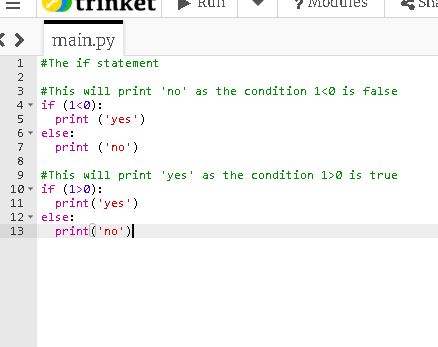 trinket Run ? Modules
main.py
1 #The if statement
2
3 #This will print 'no' as the condition 1<0 is false
4 if (1<0):
5   print ('yes')
6 else:
7   print ('no')
8
9 #This will print 'yes' as the condition 1>0 is true
10 if (1>0):
11   print('yes')
12 else:
13   print('no')